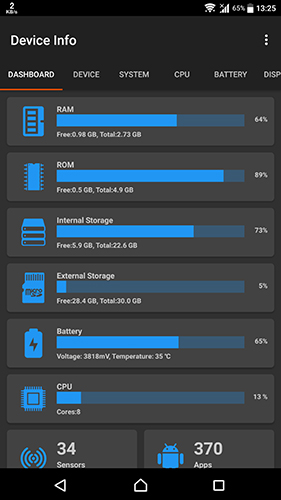 2
KB/s
65%
13:25
Device Info
DASHBOARD DEVICE SYSTEM CPU BATTERY DISP
RAM
64%
Free:0.98 GB, Total:2.73 GB
ROM
89%
Free:0.5 GB, Total:4.9 GB
Internal Storage
73%
Free:5.9 GB, Total:22.6 GB
External Storage
micro
5%
Free:28.4 GB, Total:30.0 GB
Battery
65%
Voltage: 3818mV, Temperature: 35 °C
CPU
13 %
Cores:8
34
Sensors
370
Apps